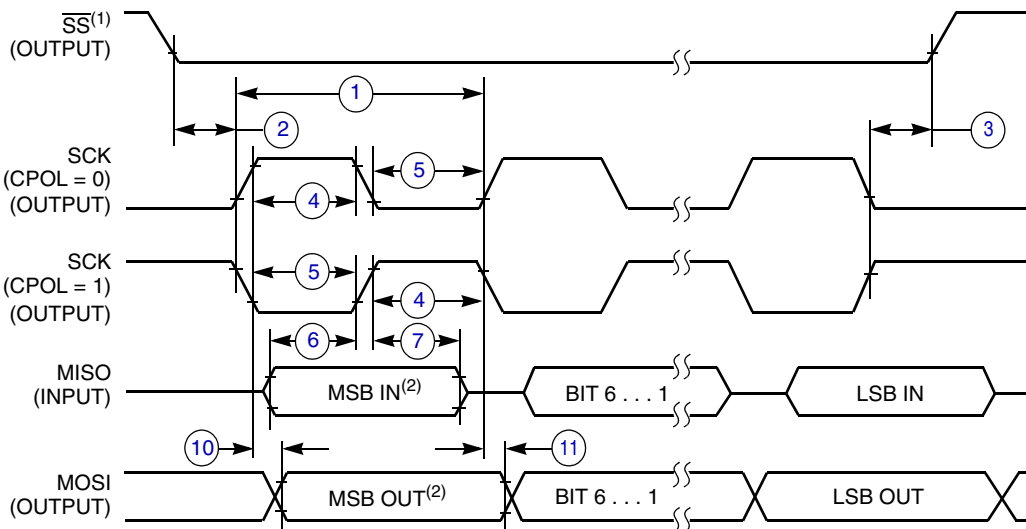 SS(1)
(OUTPUT)
1
2
3
SCK
(CPOL = 0)
(OUTPUT)
5
4
SCK
(CPOL = 1)
(OUTPUT)
5
4
6
7
MISO
(INPUT)
MSB IN(2)
BIT 6 . . . 1
LSB IN
10
11
MOSI
(OUTPUT)
MSB OUT(2)
BIT 6 . . . 1
LSB OUT